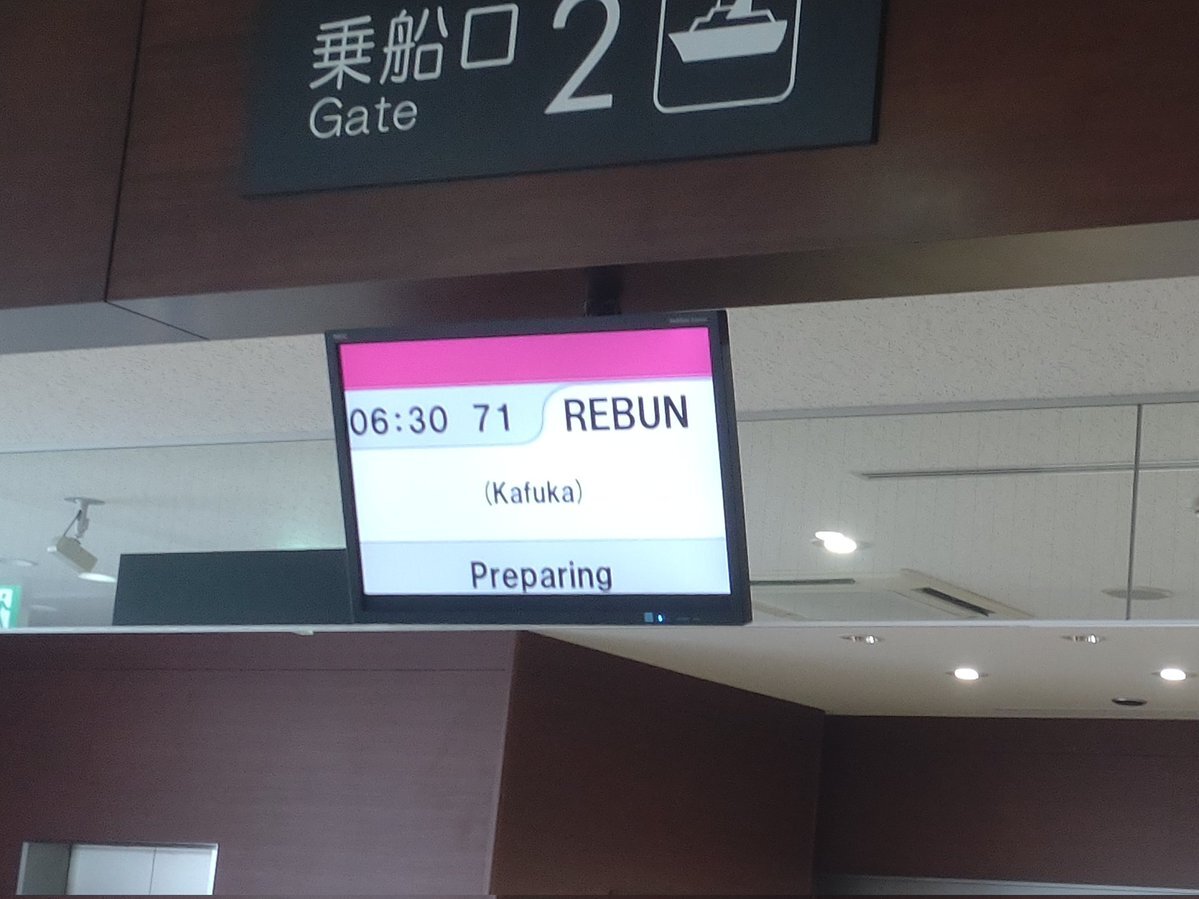 乗船口 2
Gate
06:30 71 REBUN
(Kafuka)
Preparing